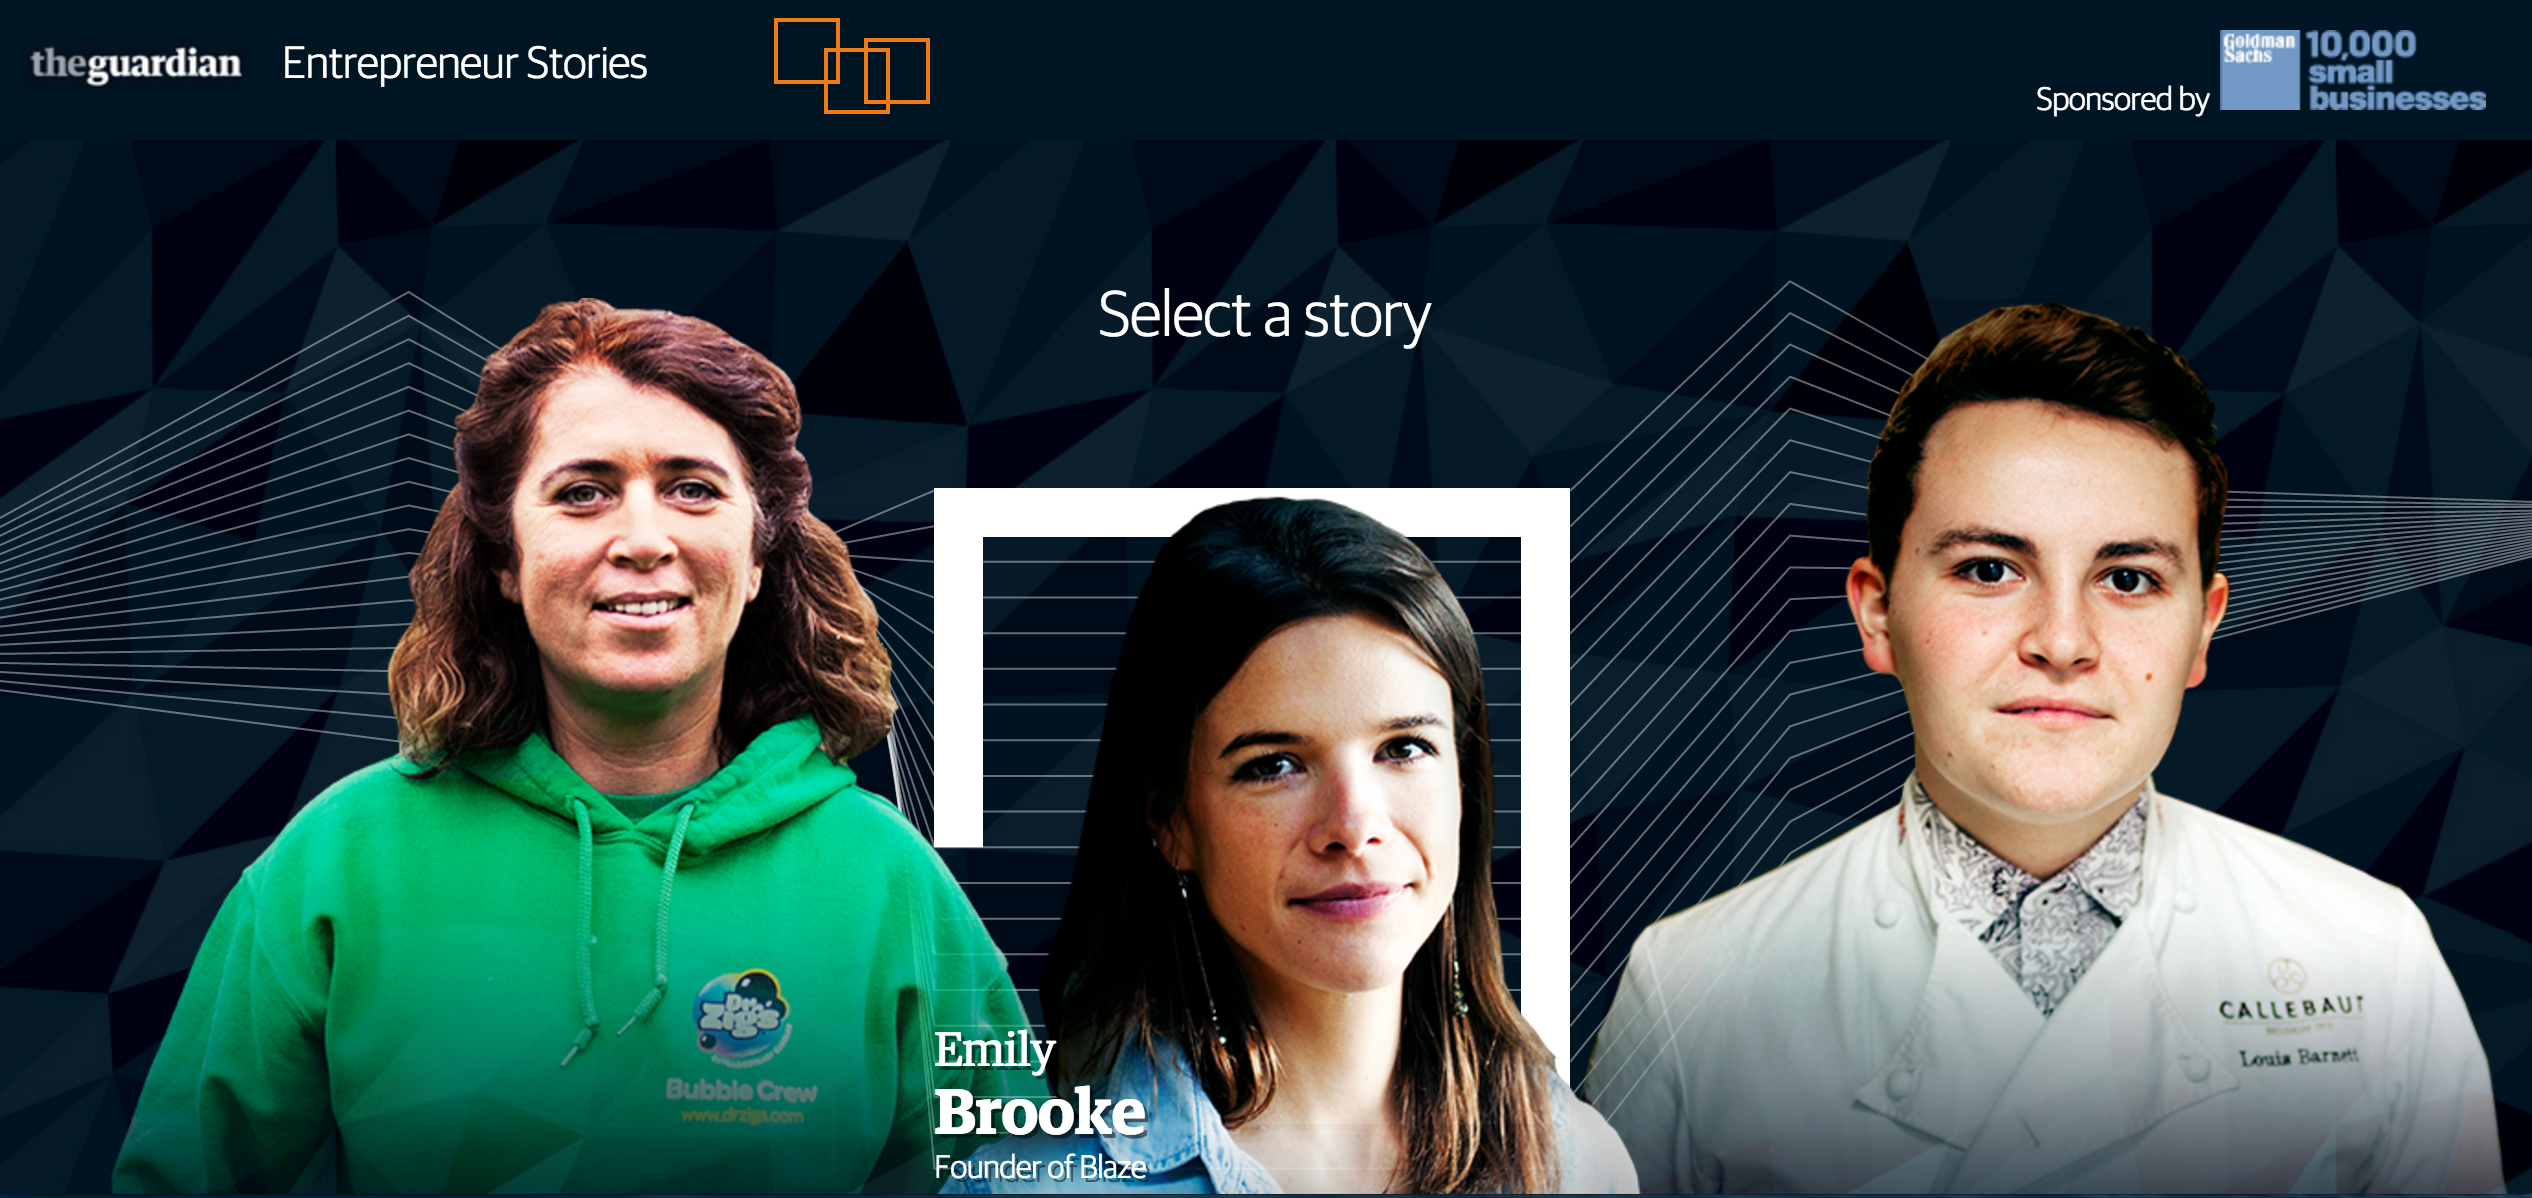 theguardian
Entrepreneur Stories
Sponsored by
Goldman
Sachs
10,000
small
businesses
Select a story
Dr.
Zigs
Bubble Crew
www.drzigs.com
Emily
Brooke
Founder of Blaze
CALLEBAUT
Louis Barnett